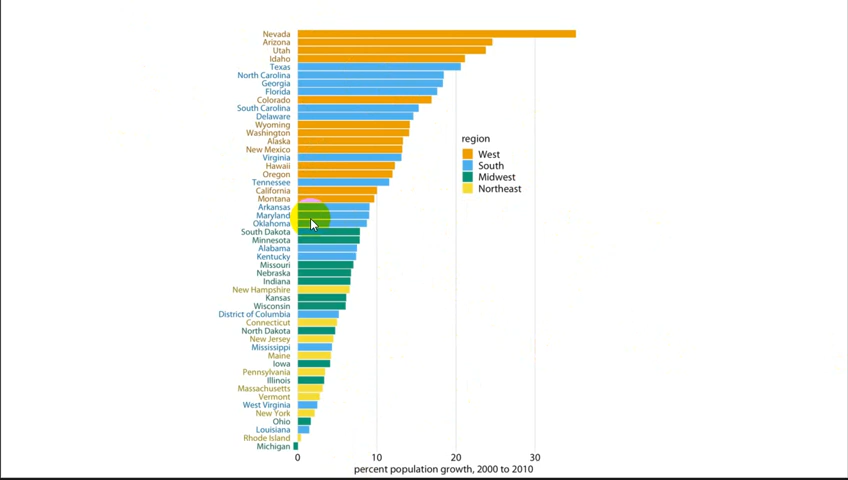 Nevada
Arizona
Utah
Idaho
Texas
North Carolina
Georgia
Florida
Colorado
South Carolina
Delaware
Wyoming
Washington
Alaska
New Mexico
Virginia
Hawaii
Oregon
Tennessee
California
Montana
Arkansas
Maryland
Oklahoma
South Dakota
Minnesota
Alabama
Kentucky
Missouri
Nebraska
Indiana
New Hampshire
Kansas
Wisconsin
District of Columbia
Connecticut
North Dakota
New Jersey
Mississippi
Maine
Iowa
Pennsylvania
Illinois
Massachusetts
Vermont
West Virginia
New York
Ohio
Louisiana
Rhode Island
Michigan
region
West
South
Midwest
Northeast
0 10 20 30
percent population growth, 2000 to 2010